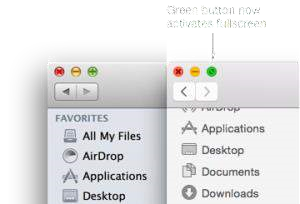 Green button now
activates fullscreen
FAVORITES
All My Files
AirDrop
Applications
Desktop
AirDrop
Applications
Desktop
Documents
Downloads